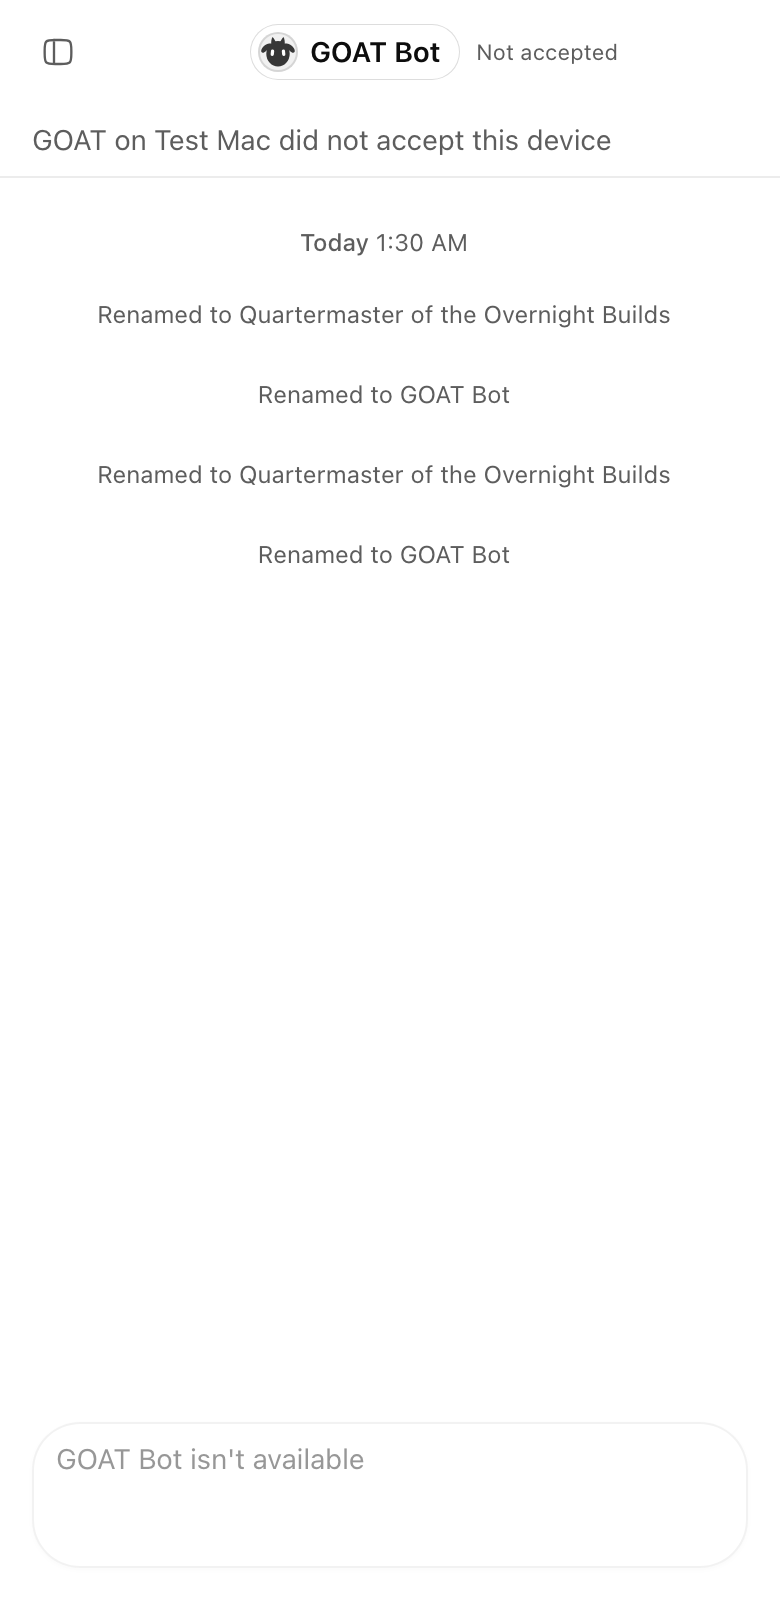 GOAT Bot Not accepted
GOAT on Test Mac did not accept this device
Today 1:30 AM
Renamed to Quartermaster of the Overnight Builds
Renamed to GOAT Bot
Renamed to Quartermaster of the Overnight Builds
Renamed to GOAT Bot
GOAT Bot isn't available